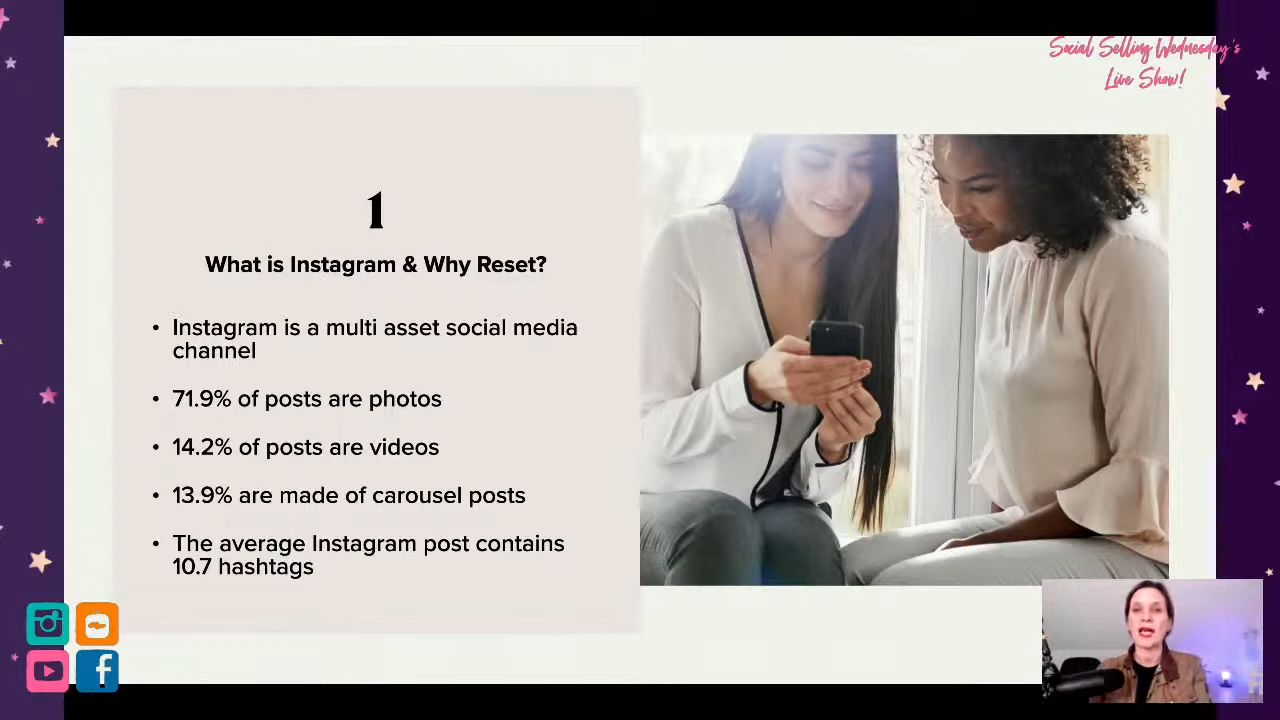 Social Selling Wednesday's
Live Show!
1
What is Instagram & Why Reset?
• Instagram is a multi asset social media
channel
• 71.9% of posts are photos
• 14.2% of posts are videos
• 13.9% are made of carousel posts
• The average Instagram post contains
10.7 hashtags